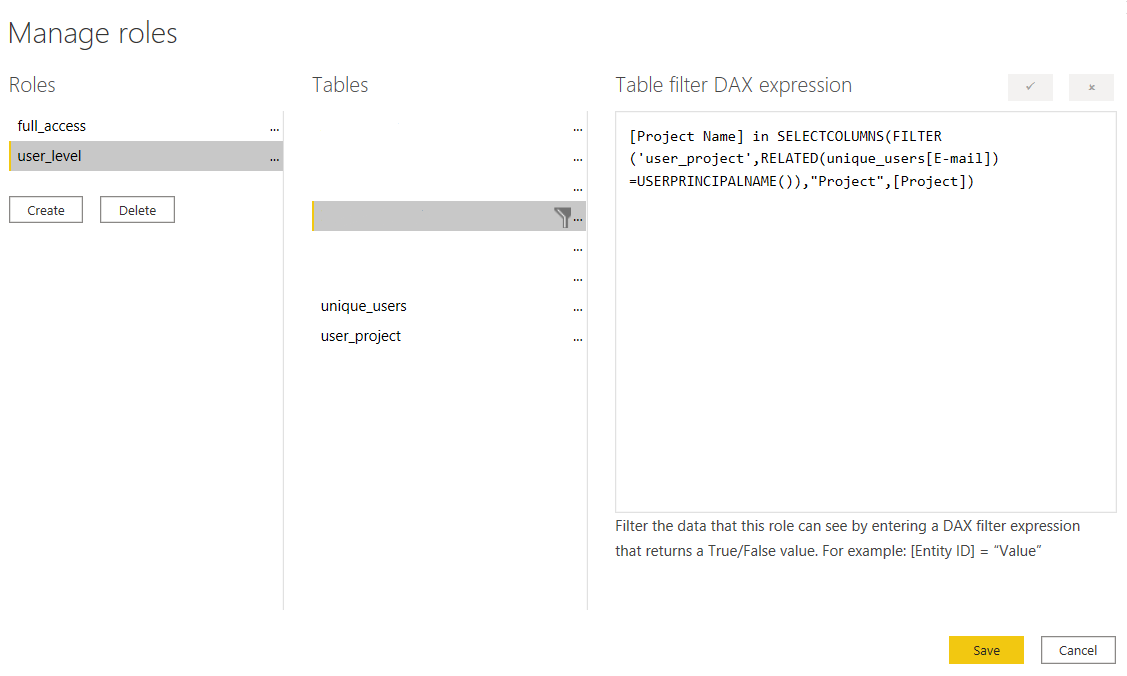 Manage roles
Roles
Tables
Table filter DAX expression
full_access
...
user_level
...
Create
Delete
...
...
...
...
...
...
unique_users
...
user_project
...
[Project Name] in SELECTCOLUMNS(FILTER
('user_project',RELATED(unique_users[E-mail])
=USERPRINCIPALNAME()),"Project",[Project])
Filter the data that this role can see by entering a DAX filter expression
that returns a True/False value. For example: [Entity ID] = “Value”
Save
Cancel